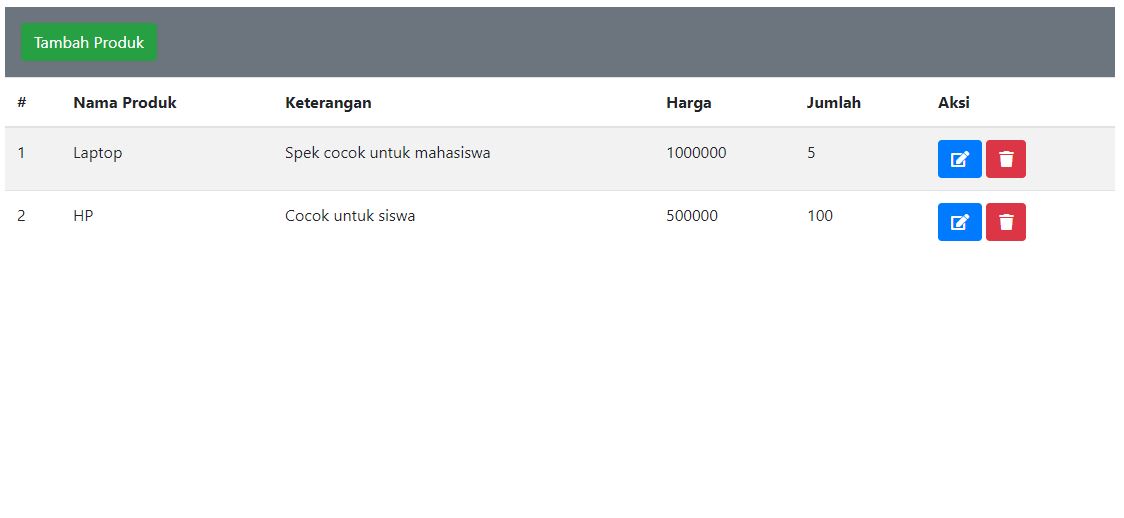 Tambah Produk
# Nama Produk Keterangan Harga Jumlah Aksi
1 Laptop Spek cocok untuk mahasiswa 1000000 5
2 HP Cocok untuk siswa 500000 100